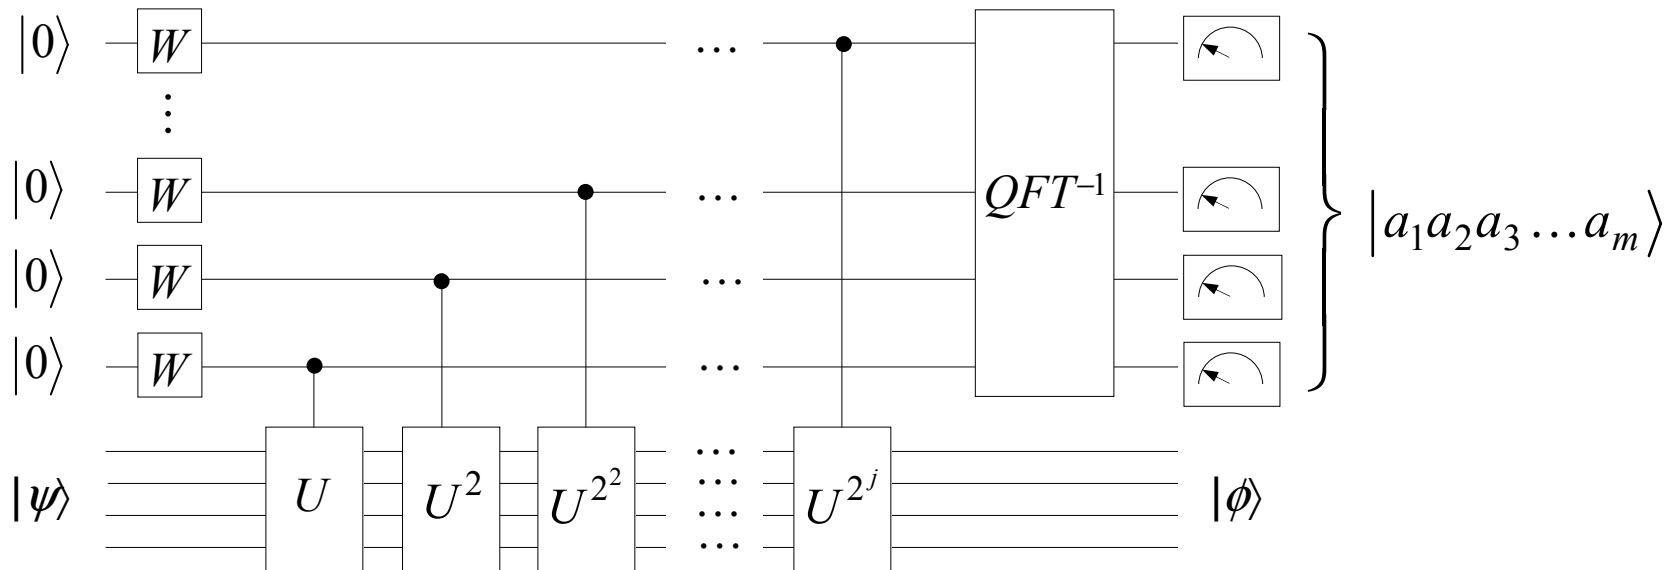 |0⟩ W ...
⋮
|0⟩ W ...
QFT⁻¹
|a₁a₂a₃…aₘ⟩
|0⟩ W ...
|0⟩ W ...
|ψ⟩ U U² U^{2²} ... U^{2^j} |ϕ⟩